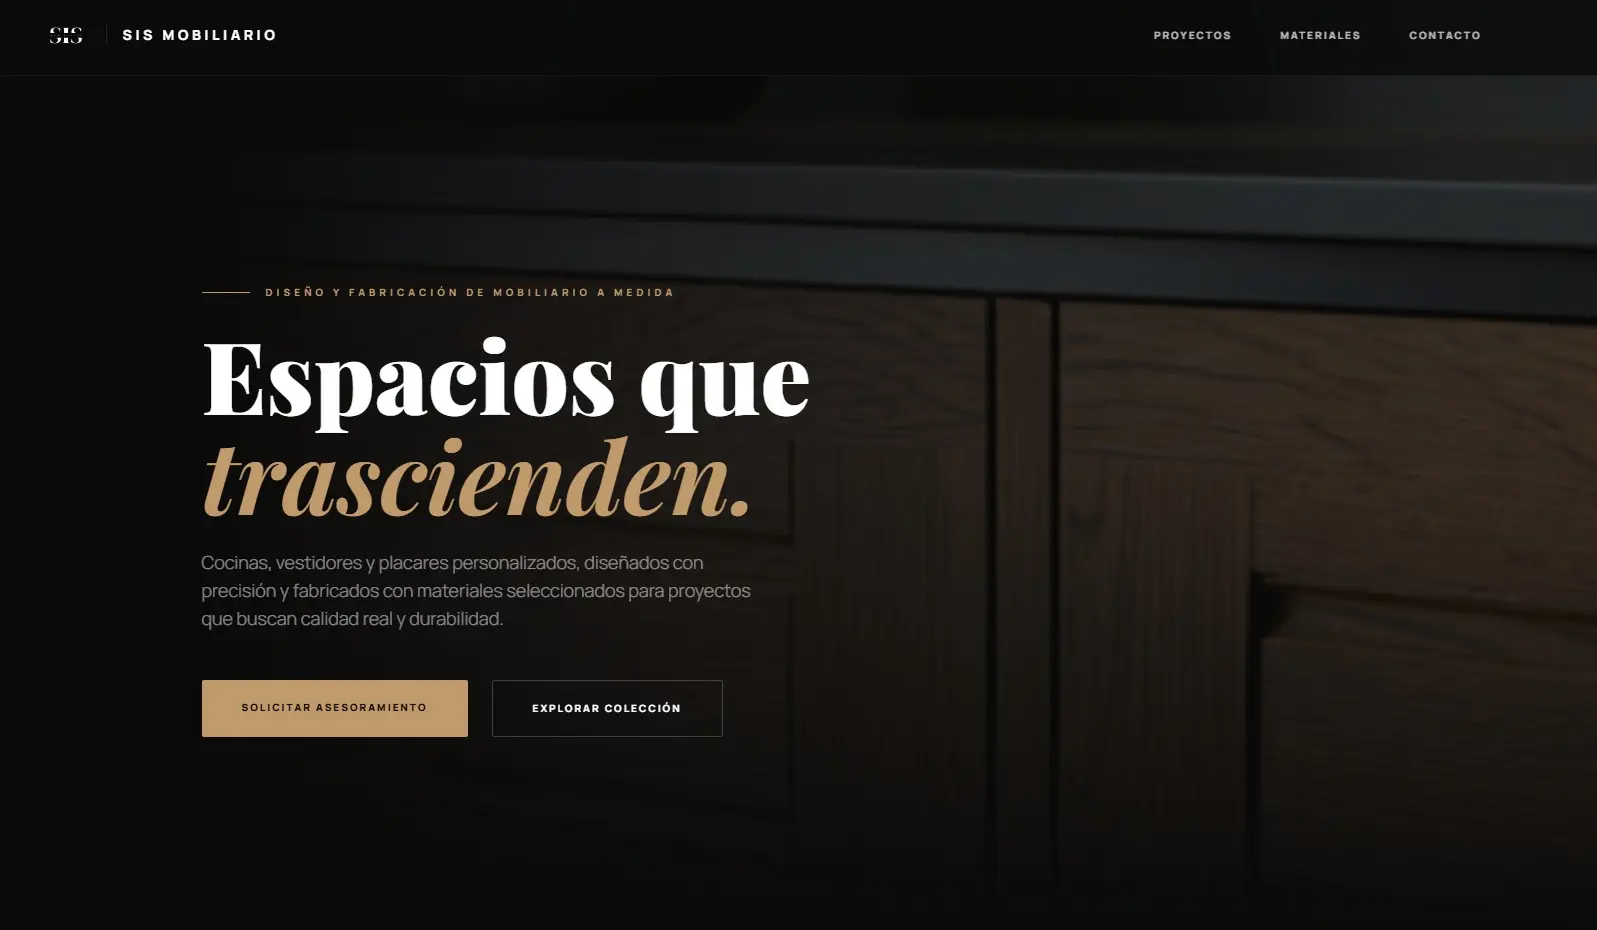 SIS
SIS MOBILIARIO
PROYECTOS
MATERIALES
CONTACTO
DISEÑO Y FABRICACIÓN DE MOBILIARIO A MEDIDA
Espacios que
trascienden.
Cocinas, vestidores y placares personalizados, diseñados con
precisión y fabricados con materiales seleccionados para proyectos
que buscan calidad real y durabilidad.
SOLICITAR ASESORAMIENTO
EXPLORAR COLECCIÓN